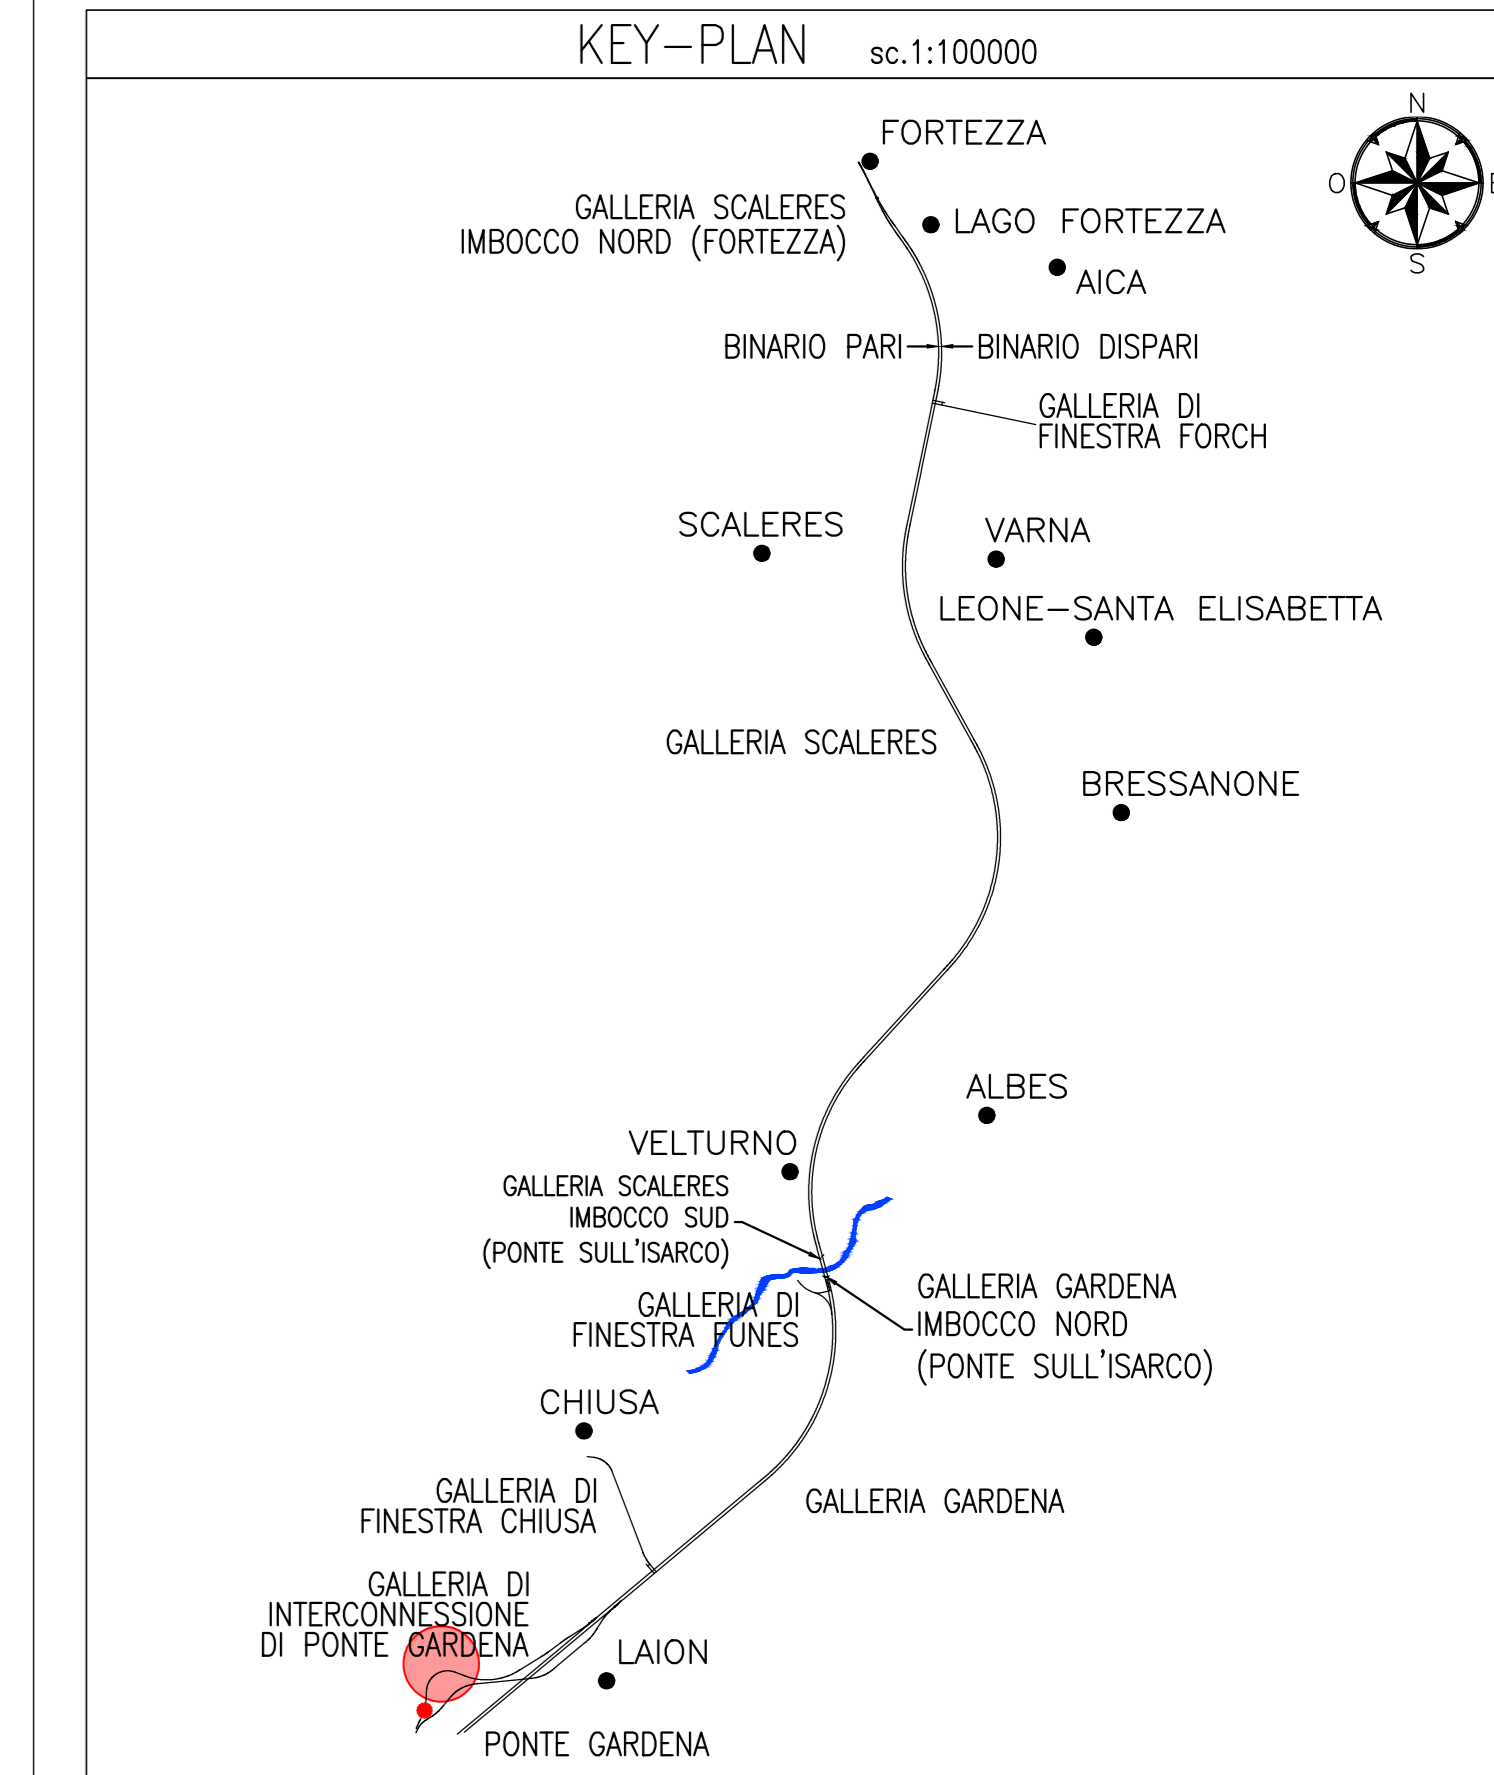 KEY-PLAN sc.1:100000
N
O
E
S
FORTEZZA
GALLERIA SCALERES
IMBOCCO NORD (FORTEZZA)
LAGO FORTEZZA
AICA
BINARIO PARI
BINARIO DISPARI
GALLERIA DI
FINESTRA FORCH
SCALERES
VARNA
LEONE-SANTA ELISABETTA
GALLERIA SCALERES
BRESSANONE
ALBES
VELTURNO
GALLERIA SCALERES
IMBOCCO SUD
(PONTE SULL'ISARCO)
GALLERIA GARDENA
IMBOCCO NORD
(PONTE SULL'ISARCO)
GALLERIA DI
FINESTRA FUNES
CHIUSA
GALLERIA DI
FINESTRA CHIUSA
GALLERIA GARDENA
GALLERIA DI
INTERCONNESSIONE
DI PONTE GARDENA
LAION
PONTE GARDENA